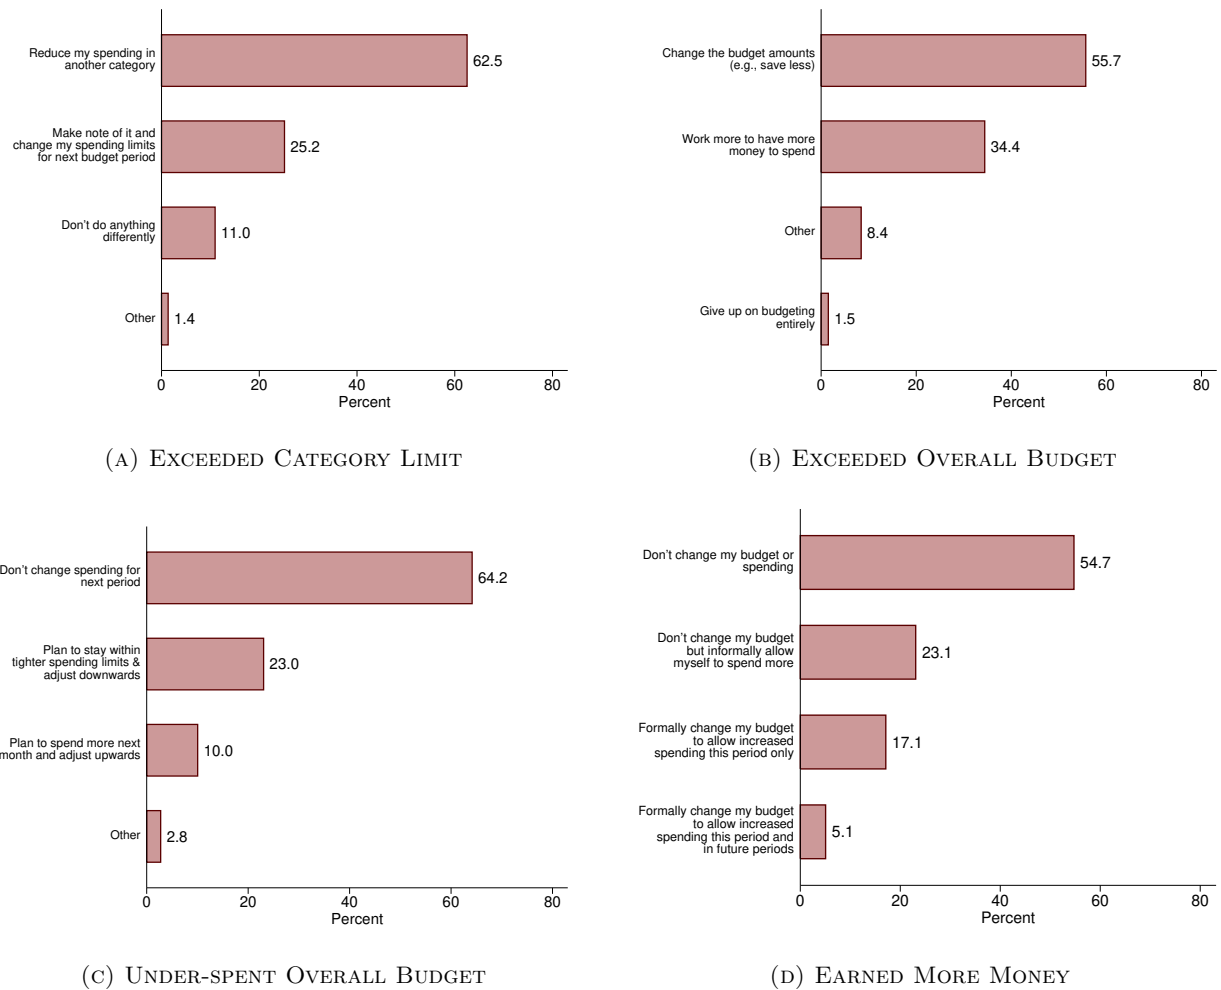 Reduce my spending in
another category
62.5
Make note of it and
change my spending limits
for next budget period
25.2
Don't do anything
differently
11.0
Other
1.4
0 20 40 60 80
Percent
(A) Exceeded Category Limit
Change the budget amounts
(e.g., save less)
55.7
Work more to have more
money to spend
34.4
Other
8.4
Give up on budgeting
entirely
1.5
0 20 40 60 80
Percent
(B) Exceeded Overall Budget
Don't change spending for
next period
64.2
Plan to stay within
tighter spending limits &
adjust downwards
23.0
Plan to spend more next
month and adjust upwards
10.0
Other
2.8
0 20 40 60 80
Percent
(C) Under-spent Overall Budget
Don't change my budget or
spending
54.7
Don't change my budget
but informally allow
myself to spend more
23.1
Formally change my budget
to allow increased
spending this period only
17.1
Formally change my budget
to allow increased
spending this period and
in future periods
5.1
0 20 40 60 80
Percent
(D) Earned More Money